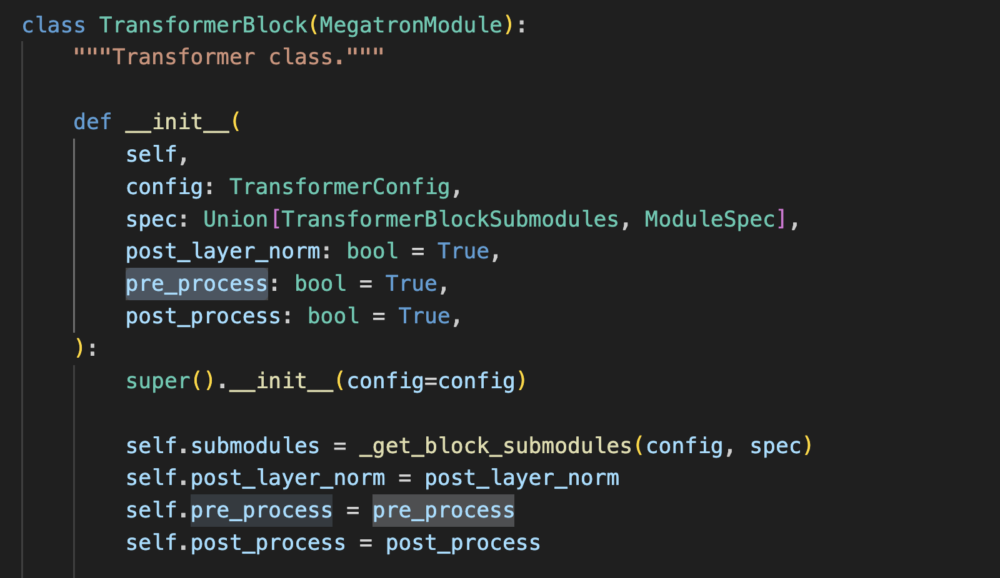 class TransformerBlock(MegatronModule):
    """Transformer class."""

    def __init__(
        self,
        config: TransformerConfig,
        spec: Union[TransformerBlockSubmodules, ModuleSpec],
        post_layer_norm: bool = True,
        pre_process: bool = True,
        post_process: bool = True,
    ):
        super().__init__(config=config)

        self.submodules = _get_block_submodules(config, spec)
        self.post_layer_norm = post_layer_norm
        self.pre_process = pre_process
        self.post_process = post_process